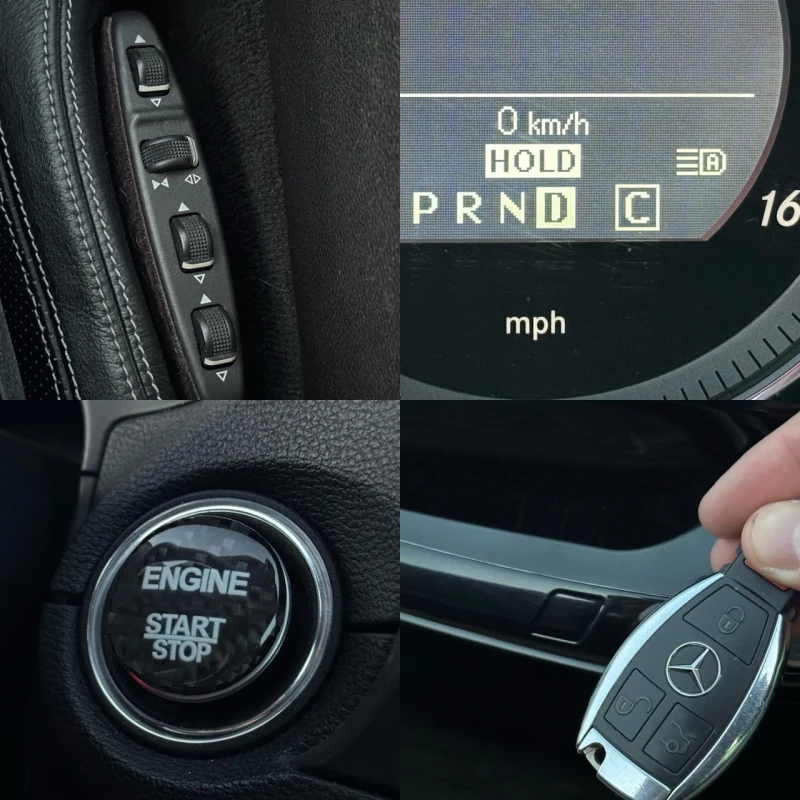 0 km/h
HOLD
A
P R N D C
16
mph
ENGINE
START
STOP